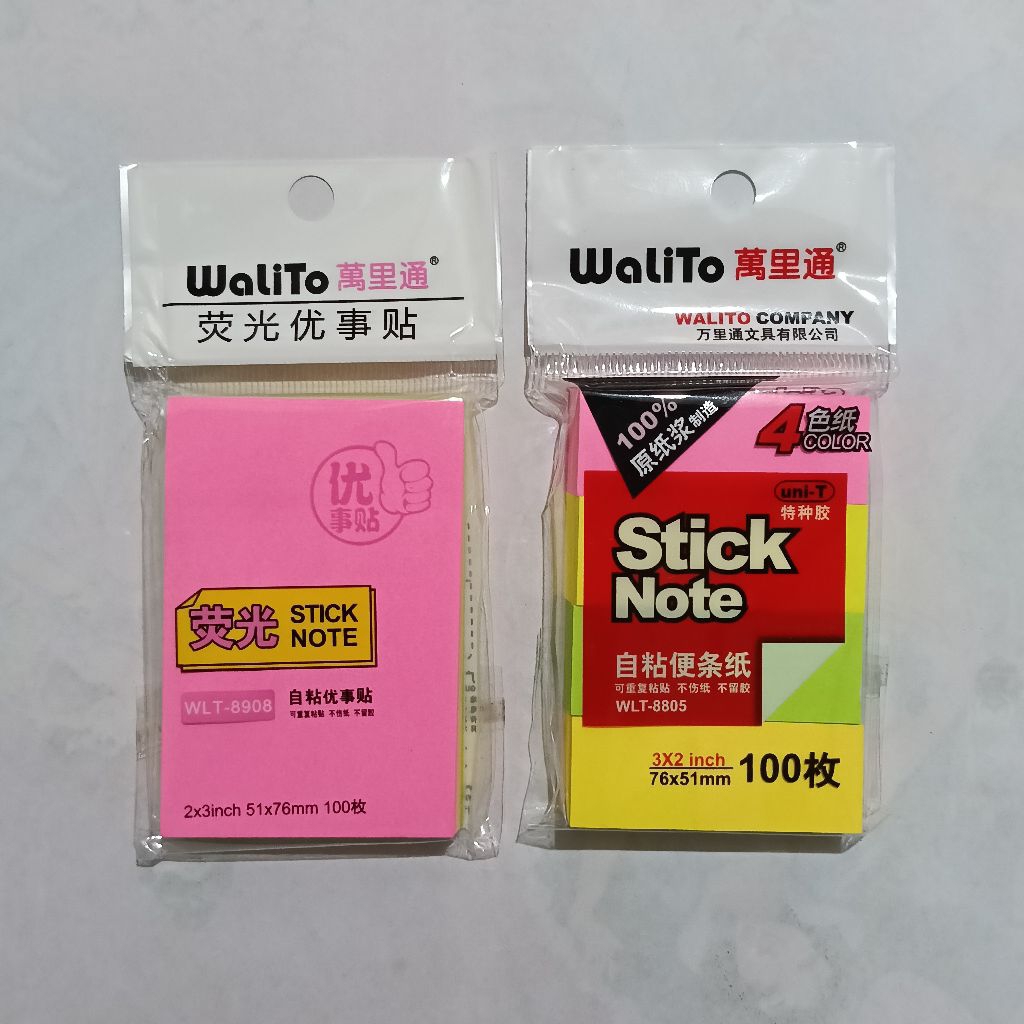 WaliTo 萬里通®
荧光优事贴
优
事贴
荧光 STICK NOTE
WLT-8908
自粘优事贴
可重复粘贴 不伤纸 不留胶
2x3inch 51x76mm 100枚
WaliTo 萬里通®
WALITO COMPANY
万里通文具有限公司
100%
原纸浆制造
4色纸
COLOR
uni-T
特种胶
Stick
Note
自粘便条纸
可重复粘贴 不伤纸 不留胶
WLT-8805
3X2 inch
76x51mm 100枚